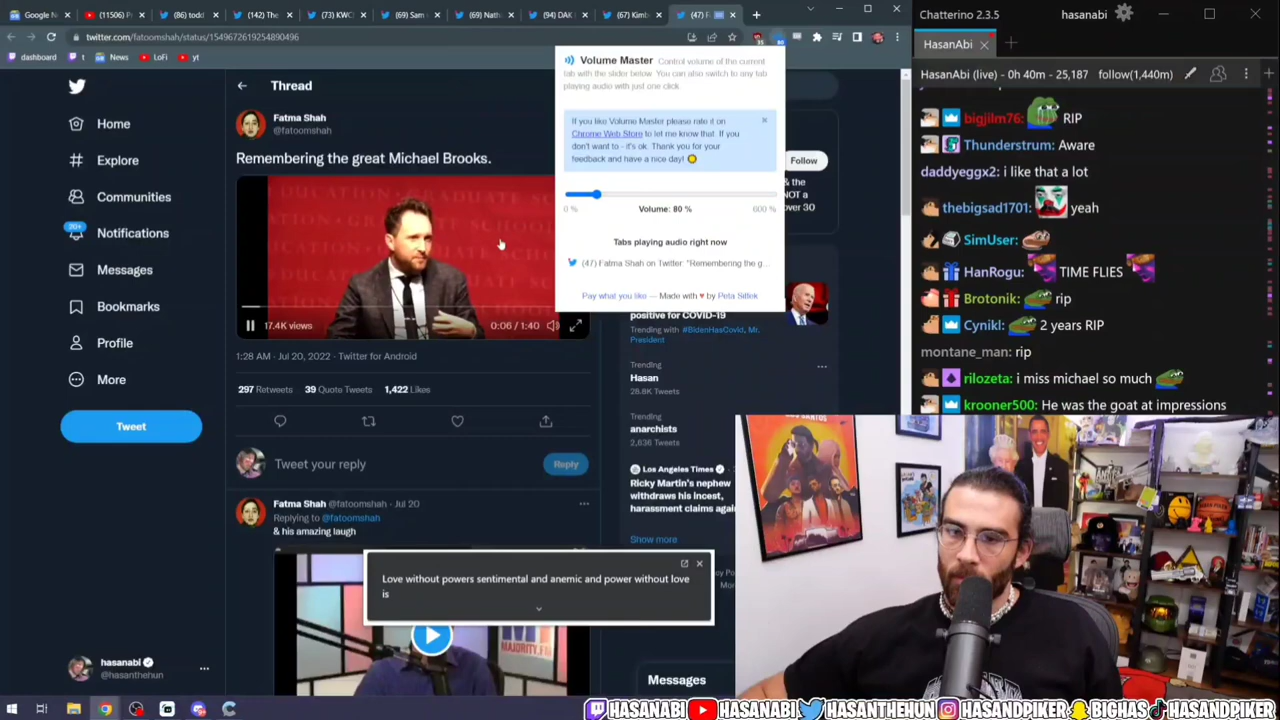 Google Ne
(11506) P
(86) todd
(142) The
(73) KWC
(69) Sam
(69) Nath
(94) DAK
(67) Kimb
(47) F
twitter.com/fatoomshah/status/1549672619254890496
dashboard
t
News
LoFi
yt
Home
Explore
Communities
20+
Notifications
Messages
Bookmarks
Profile
More
Tweet
hasanabi
@hasanthehun
Thread
Fatma Shah
@fatoomshah
Remembering the great Michael Brooks.
17.4K views
0:06 / 1:40
1:28 AM · Jul 20, 2022 · Twitter for Android
297 Retweets 39 Quote Tweets 1,422 Likes
Tweet your reply
Reply
Fatma Shah @fatoomshah · Jul 20
Replying to @fatoomshah
& his amazing laugh
Love without powers sentimental and anemic and power without love
is
Volume Master Control volume of the current
tab with the slider below. You can also switch to any tab
playing audio with just one click.
If you like Volume Master please rate it on
Chrome Web Store to let me know that. If you
don't want to - it's ok. Thank you for your
feedback and have a nice day!
0 %
Volume: 80 %
600 %
Tabs playing audio right now
(47) Fatma Shah on Twitter: "Remembering the g...
Pay what you like — Made with ♥ by Peta Sittek
Follow
& the
NOT a
over 30
positive for COVID-19
Trending with #BidenHasCovid, Mr.
President
Trending
Hasan
28.8K Tweets
Trending
anarchists
2,636 Tweets
Los Angeles Times
Ricky Martin's nephew
withdraws his incest,
harassment claims agai
Show more
Messages
Chatterino 2.3.5
hasanabi
HasanAbi
HasanAbi (live) - 0h 40m - 25,187
follow(1,440m)
bigjilm76: RIP
Thunderstrum: Aware
daddyeggx2: i like that a lot
thebigsad1701: yeah
SimUser:
HanRogu: TIME FLIES
Brotonik: rip
Cynikl: 2 years RIP
montane_man: rip
rilozeta: i miss michael so much
krooner500: He was the goat at impressions
HASANABI
HASANABI
HASANTHEHUN
HASANDPIKER
BIGHAS
HASANDPIKER